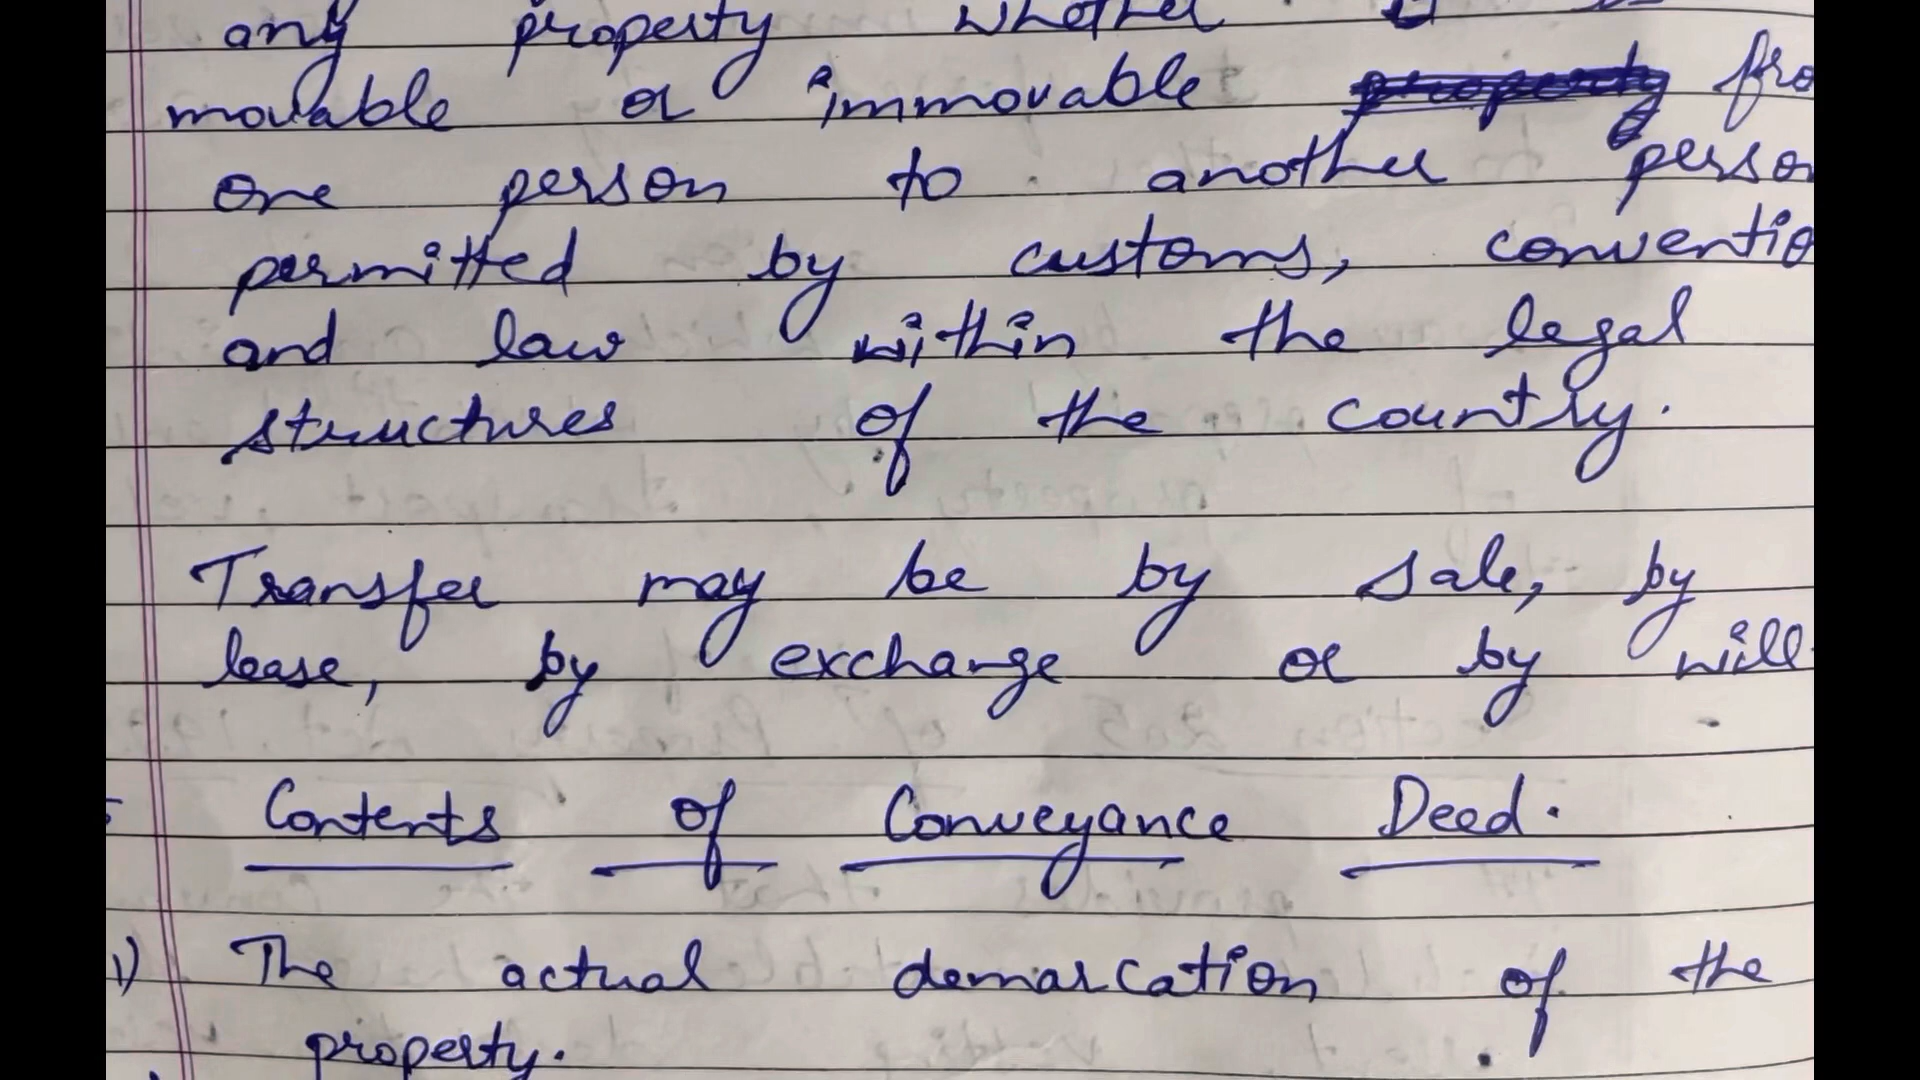 any property whether
movable or immovable fro
one person to another person
permitted by customs, conventio
and law within the legal
structures of the country.
Transfer may be by sale, by
lease, by exchange or by will
Contents of Conveyance Deed.
1) The actual demarcation of the
property.